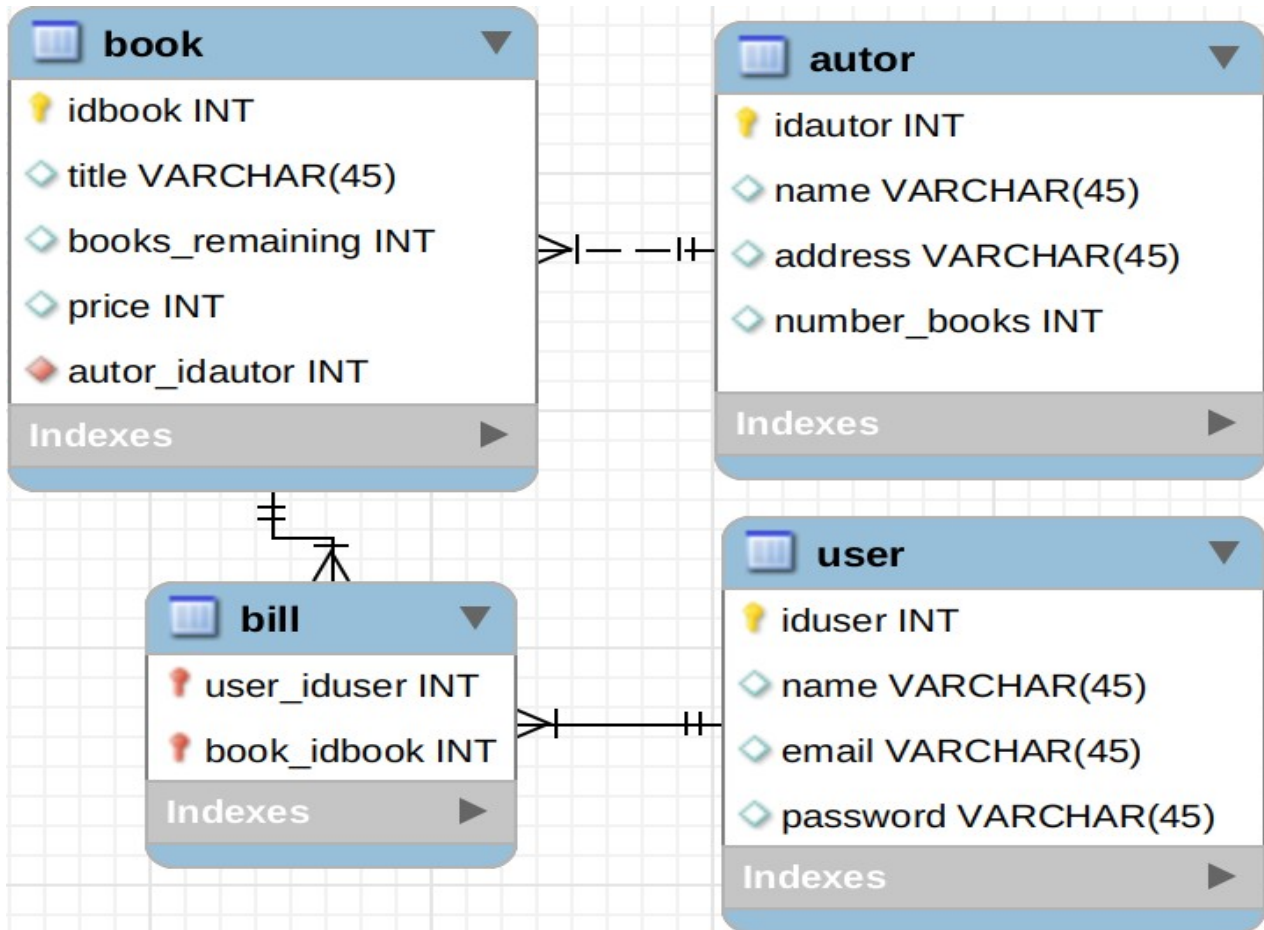 book
idbook INT
title VARCHAR(45)
books_remaining INT
price INT
autor_idautor INT
Indexes
autor
idautor INT
name VARCHAR(45)
address VARCHAR(45)
number_books INT
Indexes
bill
user_iduser INT
book_idbook INT
Indexes
user
iduser INT
name VARCHAR(45)
email VARCHAR(45)
password VARCHAR(45)
Indexes